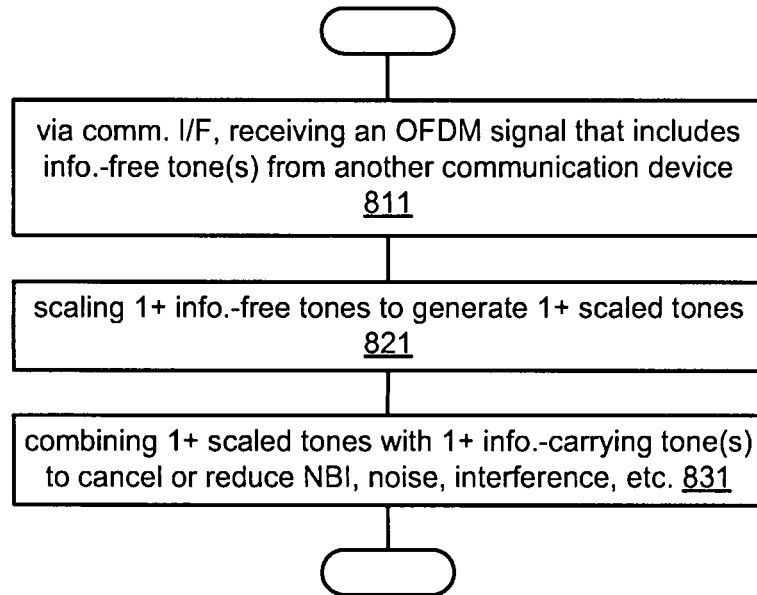 via comm. I/F, receiving an OFDM signal that includes
info.-free tone(s) from another communication device
811
scaling 1+ info.-free tones to generate 1+ scaled tones
821
combining 1+ scaled tones with 1+ info.-carrying tone(s)
to cancel or reduce NBI, noise, interference, etc. 831